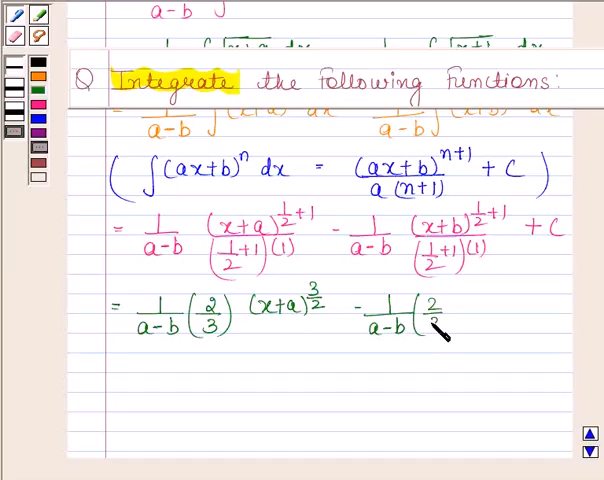 a-b ∫
Q Integrate the following Functions:
a-b ∫ a-b ∫
( ∫ (ax+b)^n dx = (ax+b)^(n+1) / a(n+1) + C )
= 1/(a-b) (x+a)^(1/2+1) / (1/2+1)(1) - 1/(a-b) (x+b)^(1/2+1) / (1/2+1)(1) + C
= 1/(a-b) (2/3) (x+a)^(3/2) - 1/(a-b) (2/